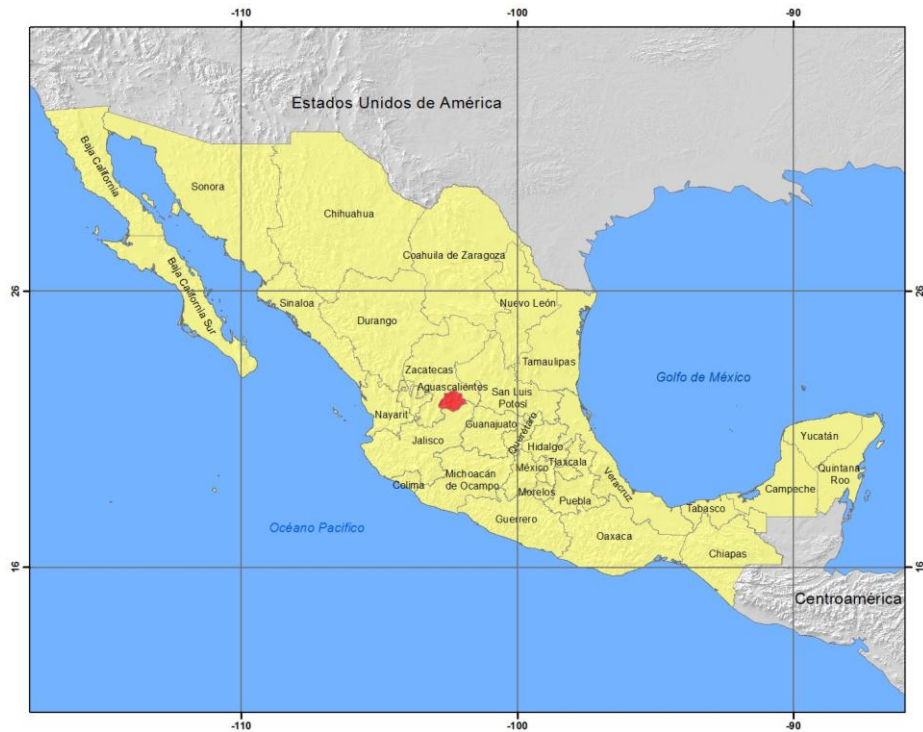 -110
-100
-90
Estados Unidos de América
Baja California
Sonora
Chihuahua
Coahuila de Zaragoza
Baja California Sur
26
26
Sinaloa
Nuevo León
Durango
Tamaulipas
Zacatecas
Golfo de México
Aguascalientes
San Luis
Potosí
Nayarit
Guanajuato
Querétaro
Yucatán
Jalisco
Hidalgo
Michoacán
de Ocampo
México
Tlaxcala
Quintana
Roo
Colima
Morelos
Puebla
Veracruz
Campeche
Guerrero
Tabasco
Océano Pacifico
Oaxaca
Chiapas
16
16
Centroamérica
-110
-100
-90